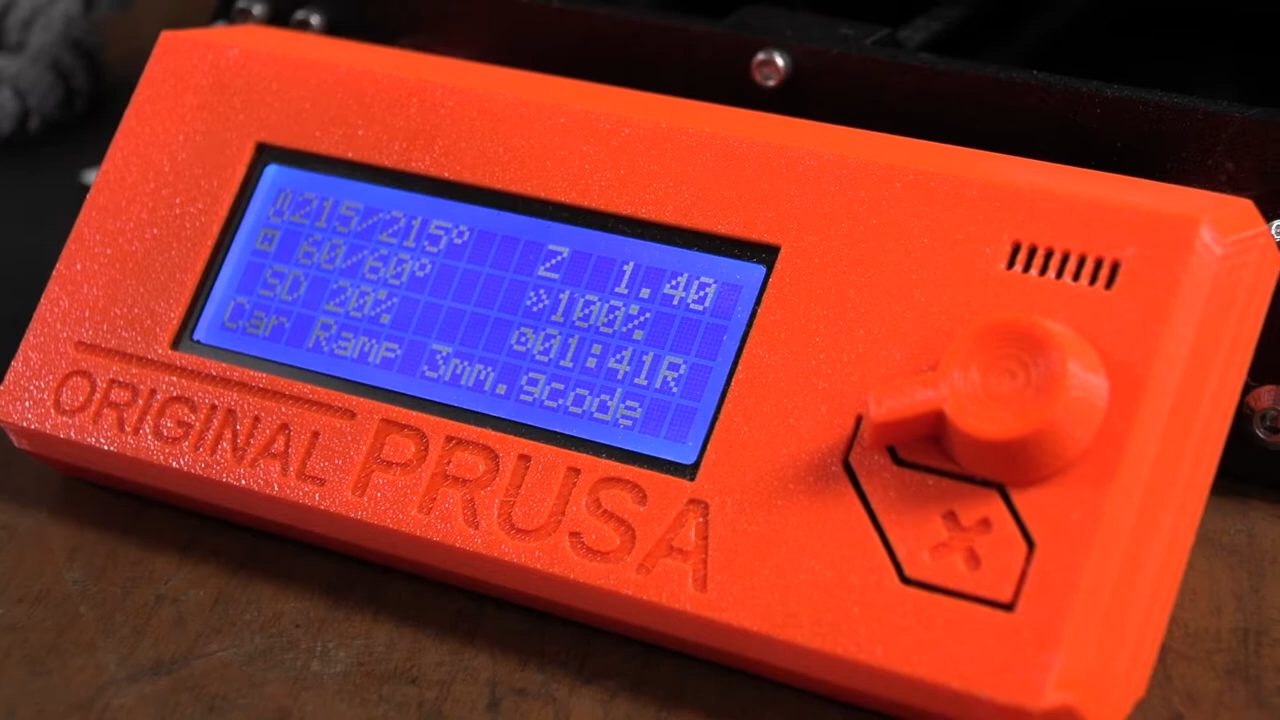 215/215° Z 1.40
60/60° 100%
SD 20% 01:41R
Car Ramp 3mm.gcode
ORIGINAL PRUSA